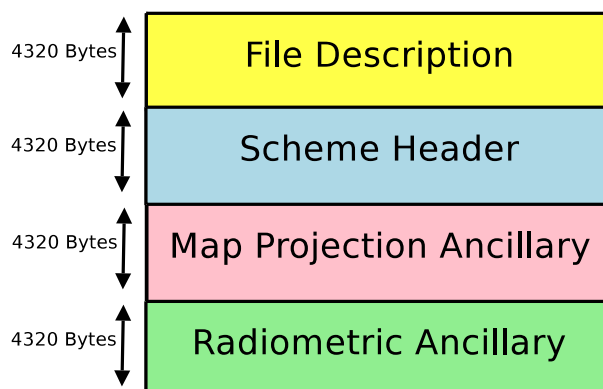 4320 Bytes
File Description
4320 Bytes
Scheme Header
4320 Bytes
Map Projection Ancillary
4320 Bytes
Radiometric Ancillary